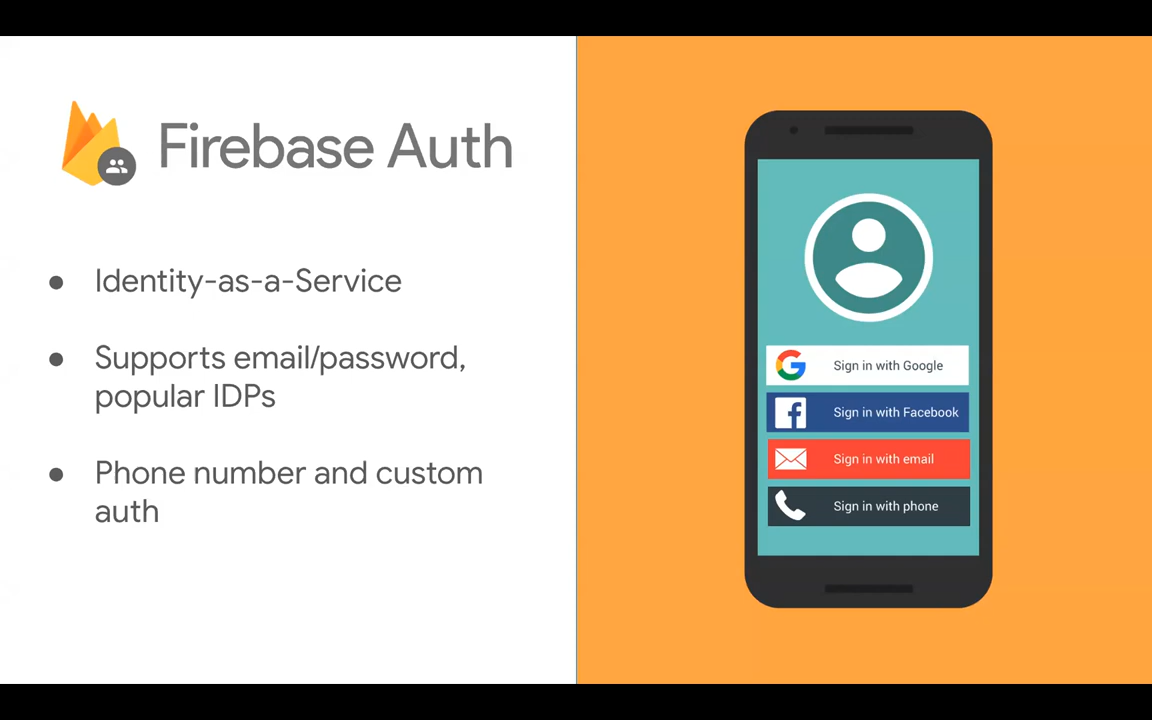 Firebase Auth
● Identity-as-a-Service
● Supports email/password,
popular IDPs
● Phone number and custom
auth
Sign in with Google
Sign in with Facebook
Sign in with email
Sign in with phone